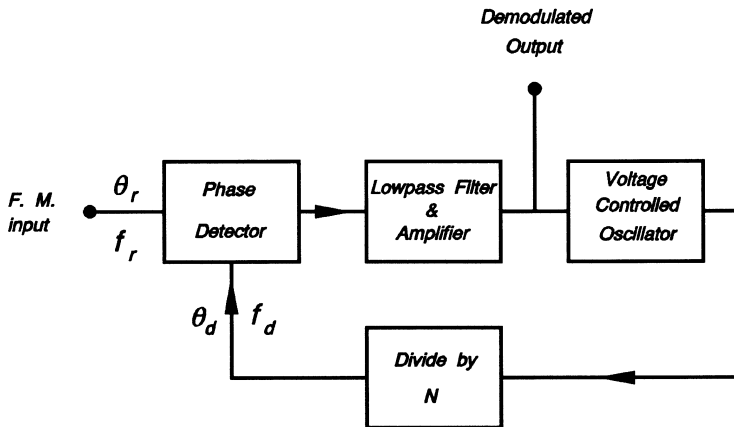 Demodulated
Output
F. M.
input
θr
fr
Phase
Detector
Lowpass Filter
&
Amplifier
Voltage
Controlled
Oscillator
θd fd
Divide by
N